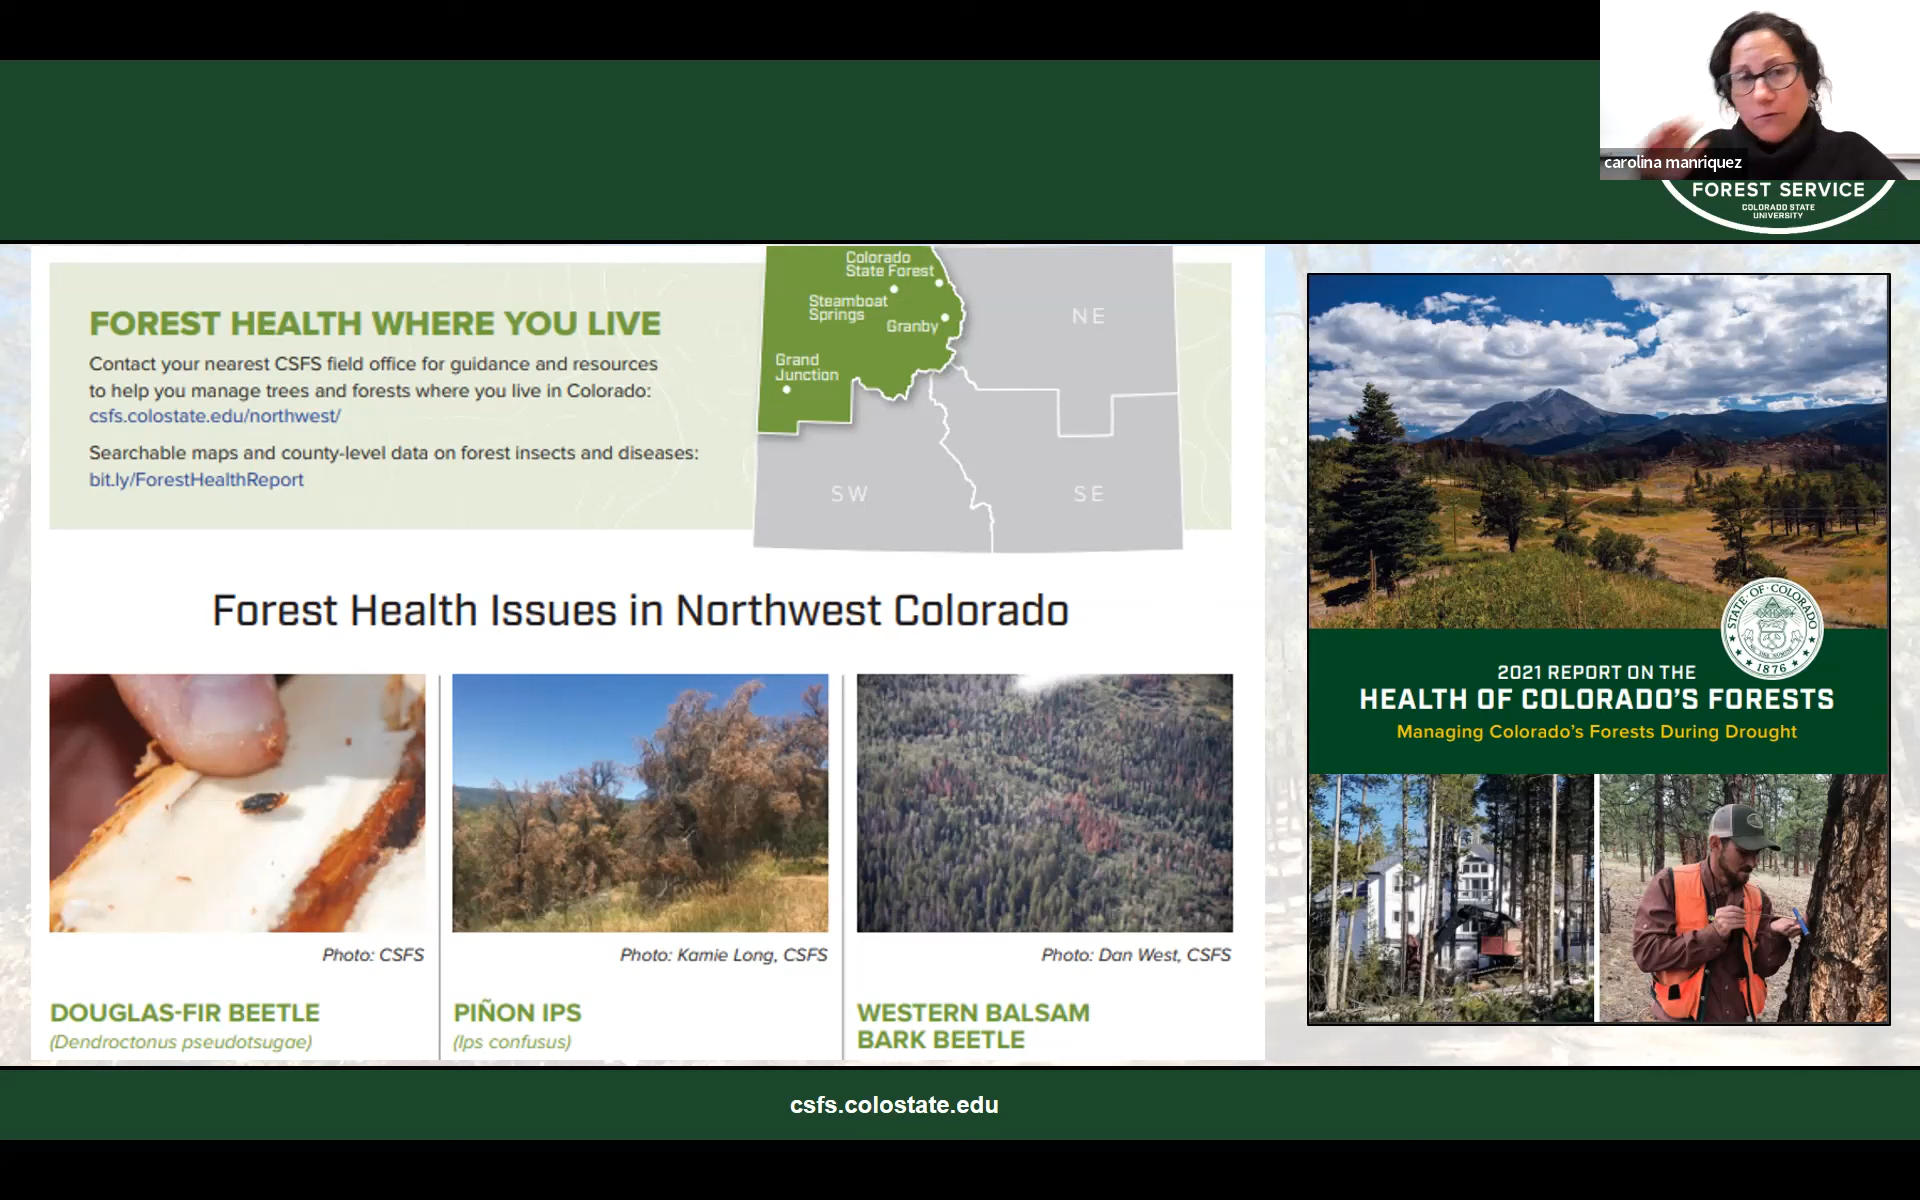 carolina manriquez
FOREST SERVICE
COLORADO STATE
UNIVERSITY
FOREST HEALTH WHERE YOU LIVE
Contact your nearest CSFS field office for guidance and resources
to help you manage trees and forests where you live in Colorado:
csfs.colostate.edu/northwest/
Searchable maps and county-level data on forest insects and diseases:
bit.ly/ForestHealthReport
Colorado
State Forest
Steamboat
Springs
Granby
Grand
Junction
NE
SW
SE
Forest Health Issues in Northwest Colorado
Photo: CSFS
DOUGLAS-FIR BEETLE
(Dendroctonus pseudotsugae)
Photo: Kamie Long, CSFS
PIÑON IPS
(Ips confusus)
Photo: Dan West, CSFS
WESTERN BALSAM
BARK BEETLE
STATE OF COLORADO
1876
2021 REPORT ON THE
HEALTH OF COLORADO'S FORESTS
Managing Colorado's Forests During Drought
csfs.colostate.edu